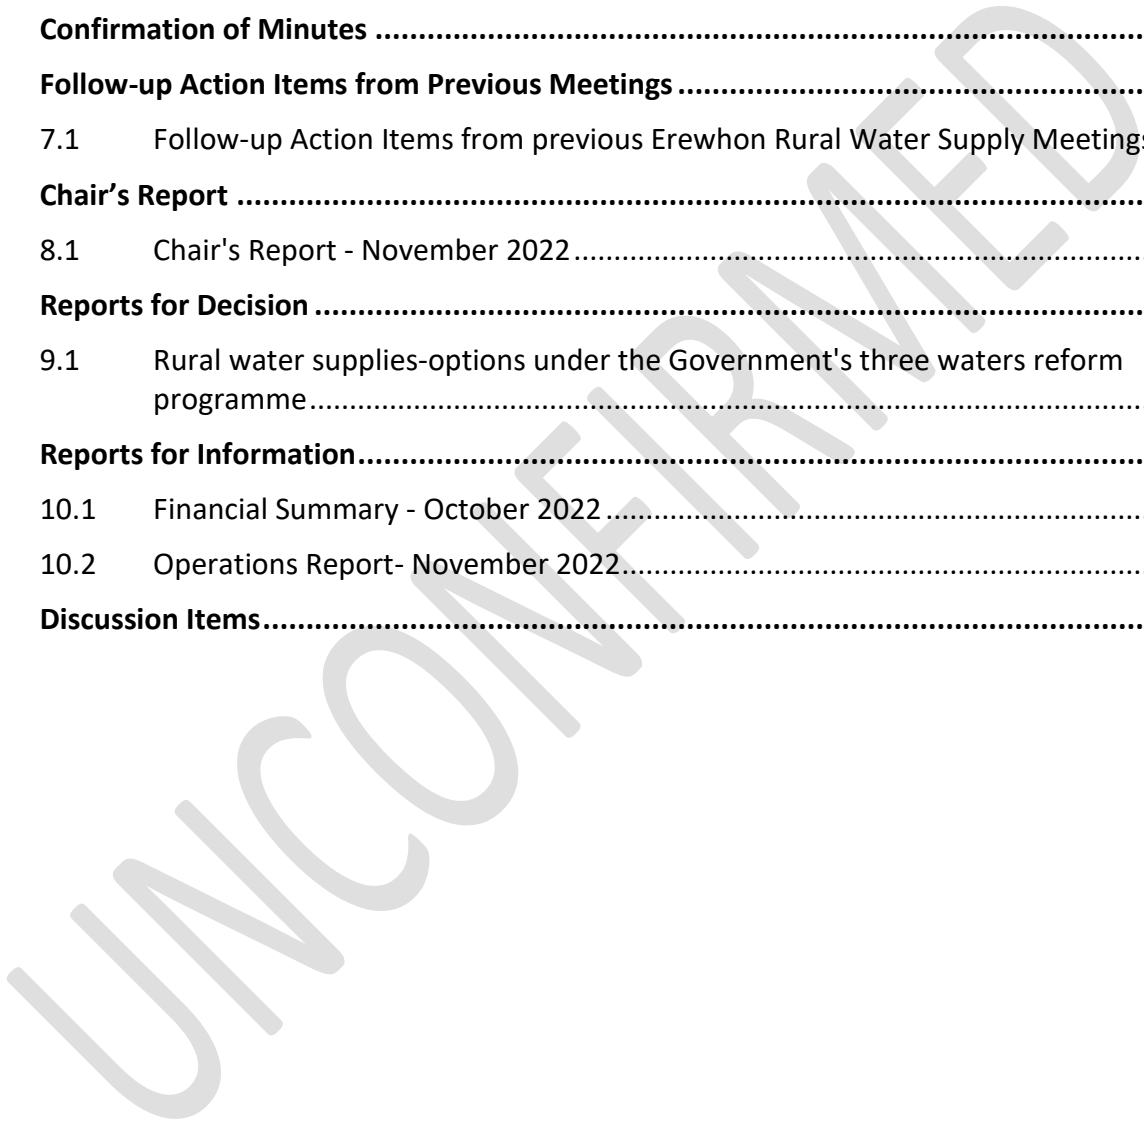 Confirmation of Minutes ........................................................................................
Follow-up Action Items from Previous Meetings ......................................................
7.1 Follow-up Action Items from previous Erewhon Rural Water Supply Meetings
Chair’s Report .........................................................................................................
8.1 Chair's Report - November 2022 ..................................................................
Reports for Decision ................................................................................................
9.1 Rural water supplies-options under the Government's three waters reform
programme .................................................................................................
Reports for Information ...........................................................................................
10.1 Financial Summary - October 2022 ..............................................................
10.2 Operations Report- November 2022 ............................................................
Discussion Items ......................................................................................................
UNCONFIRMED